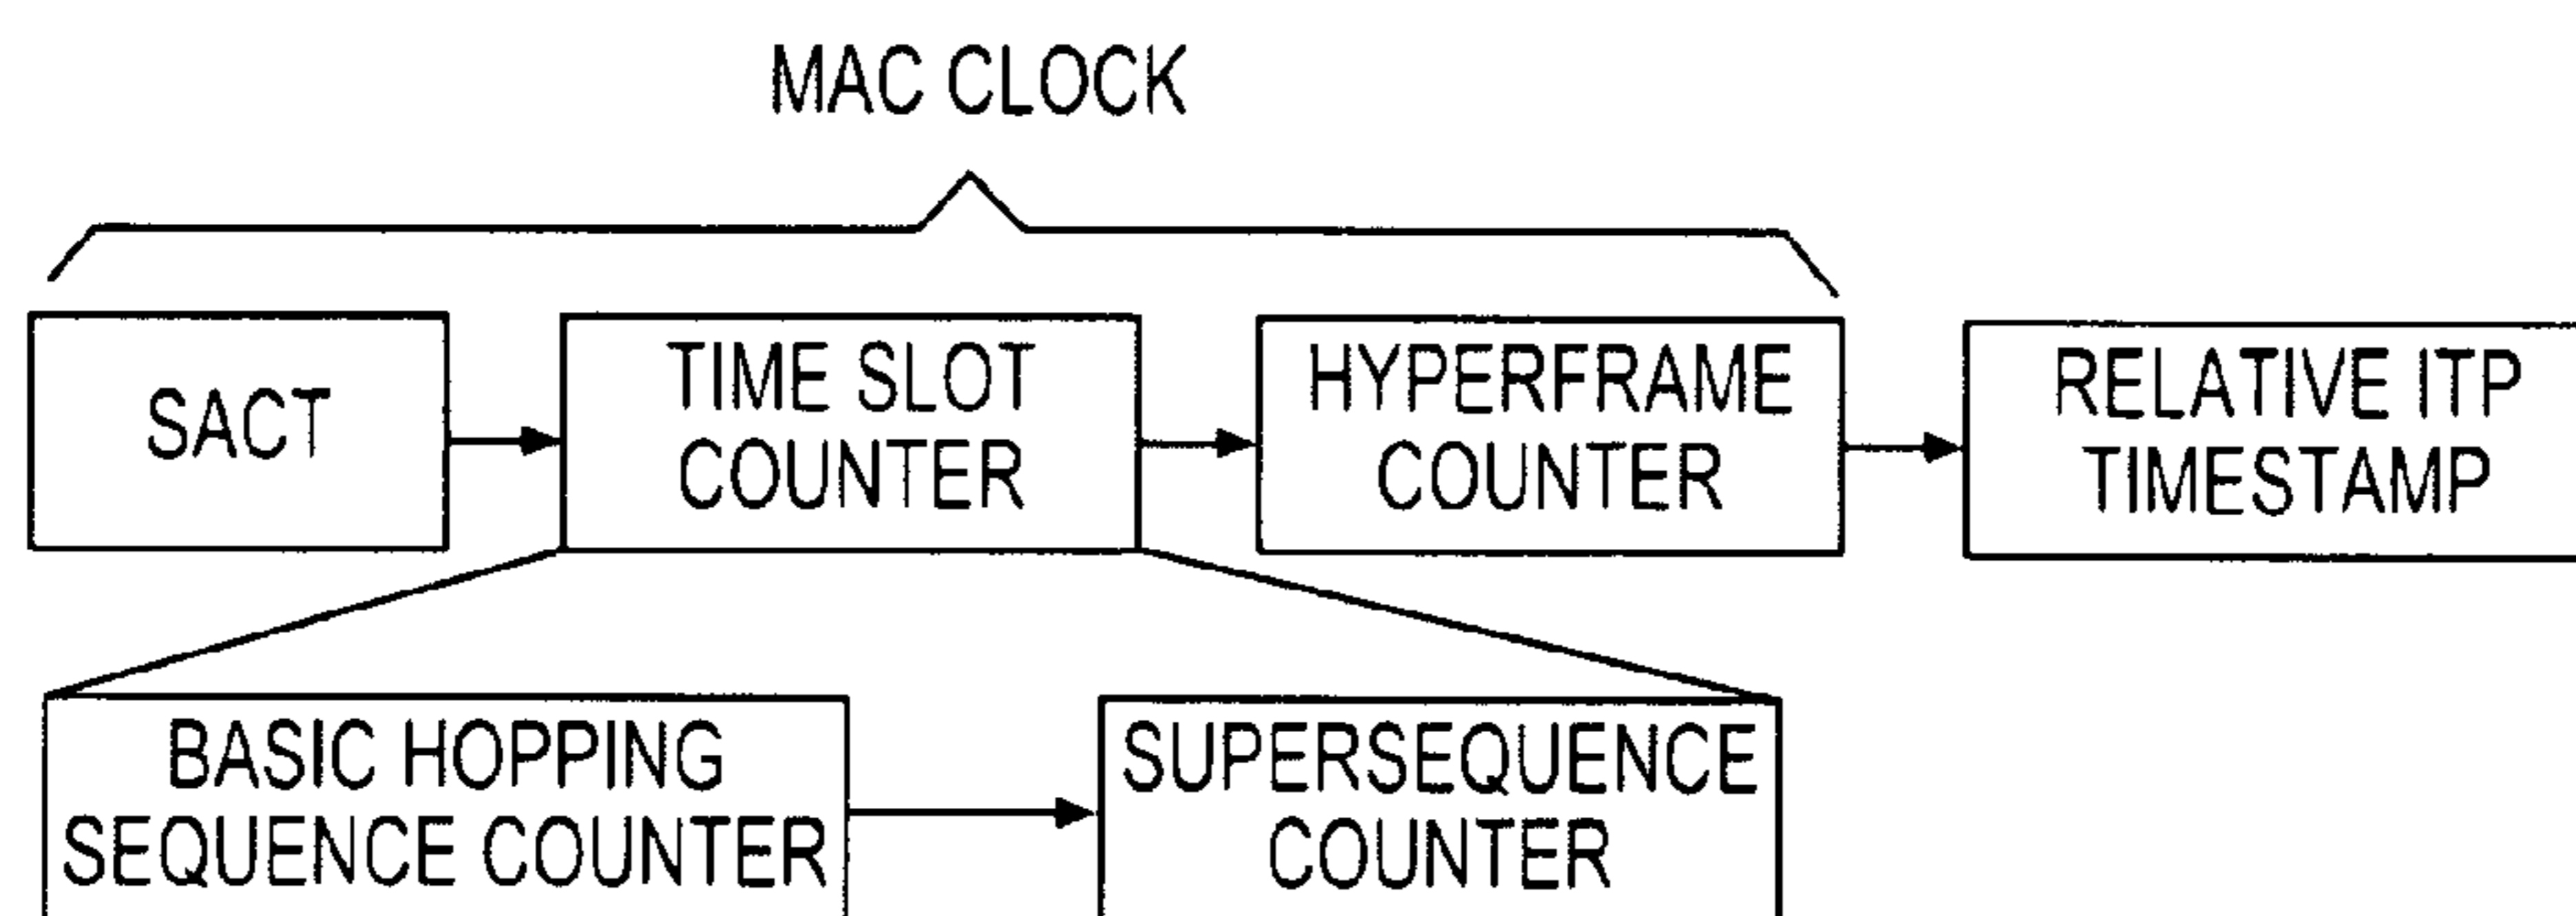 MAC CLOCK
SACT
TIME SLOT
COUNTER
HYPERFRAME
COUNTER
RELATIVE ITP
TIMESTAMP
BASIC HOPPING
SEQUENCE COUNTER
SUPERSEQUENCE
COUNTER